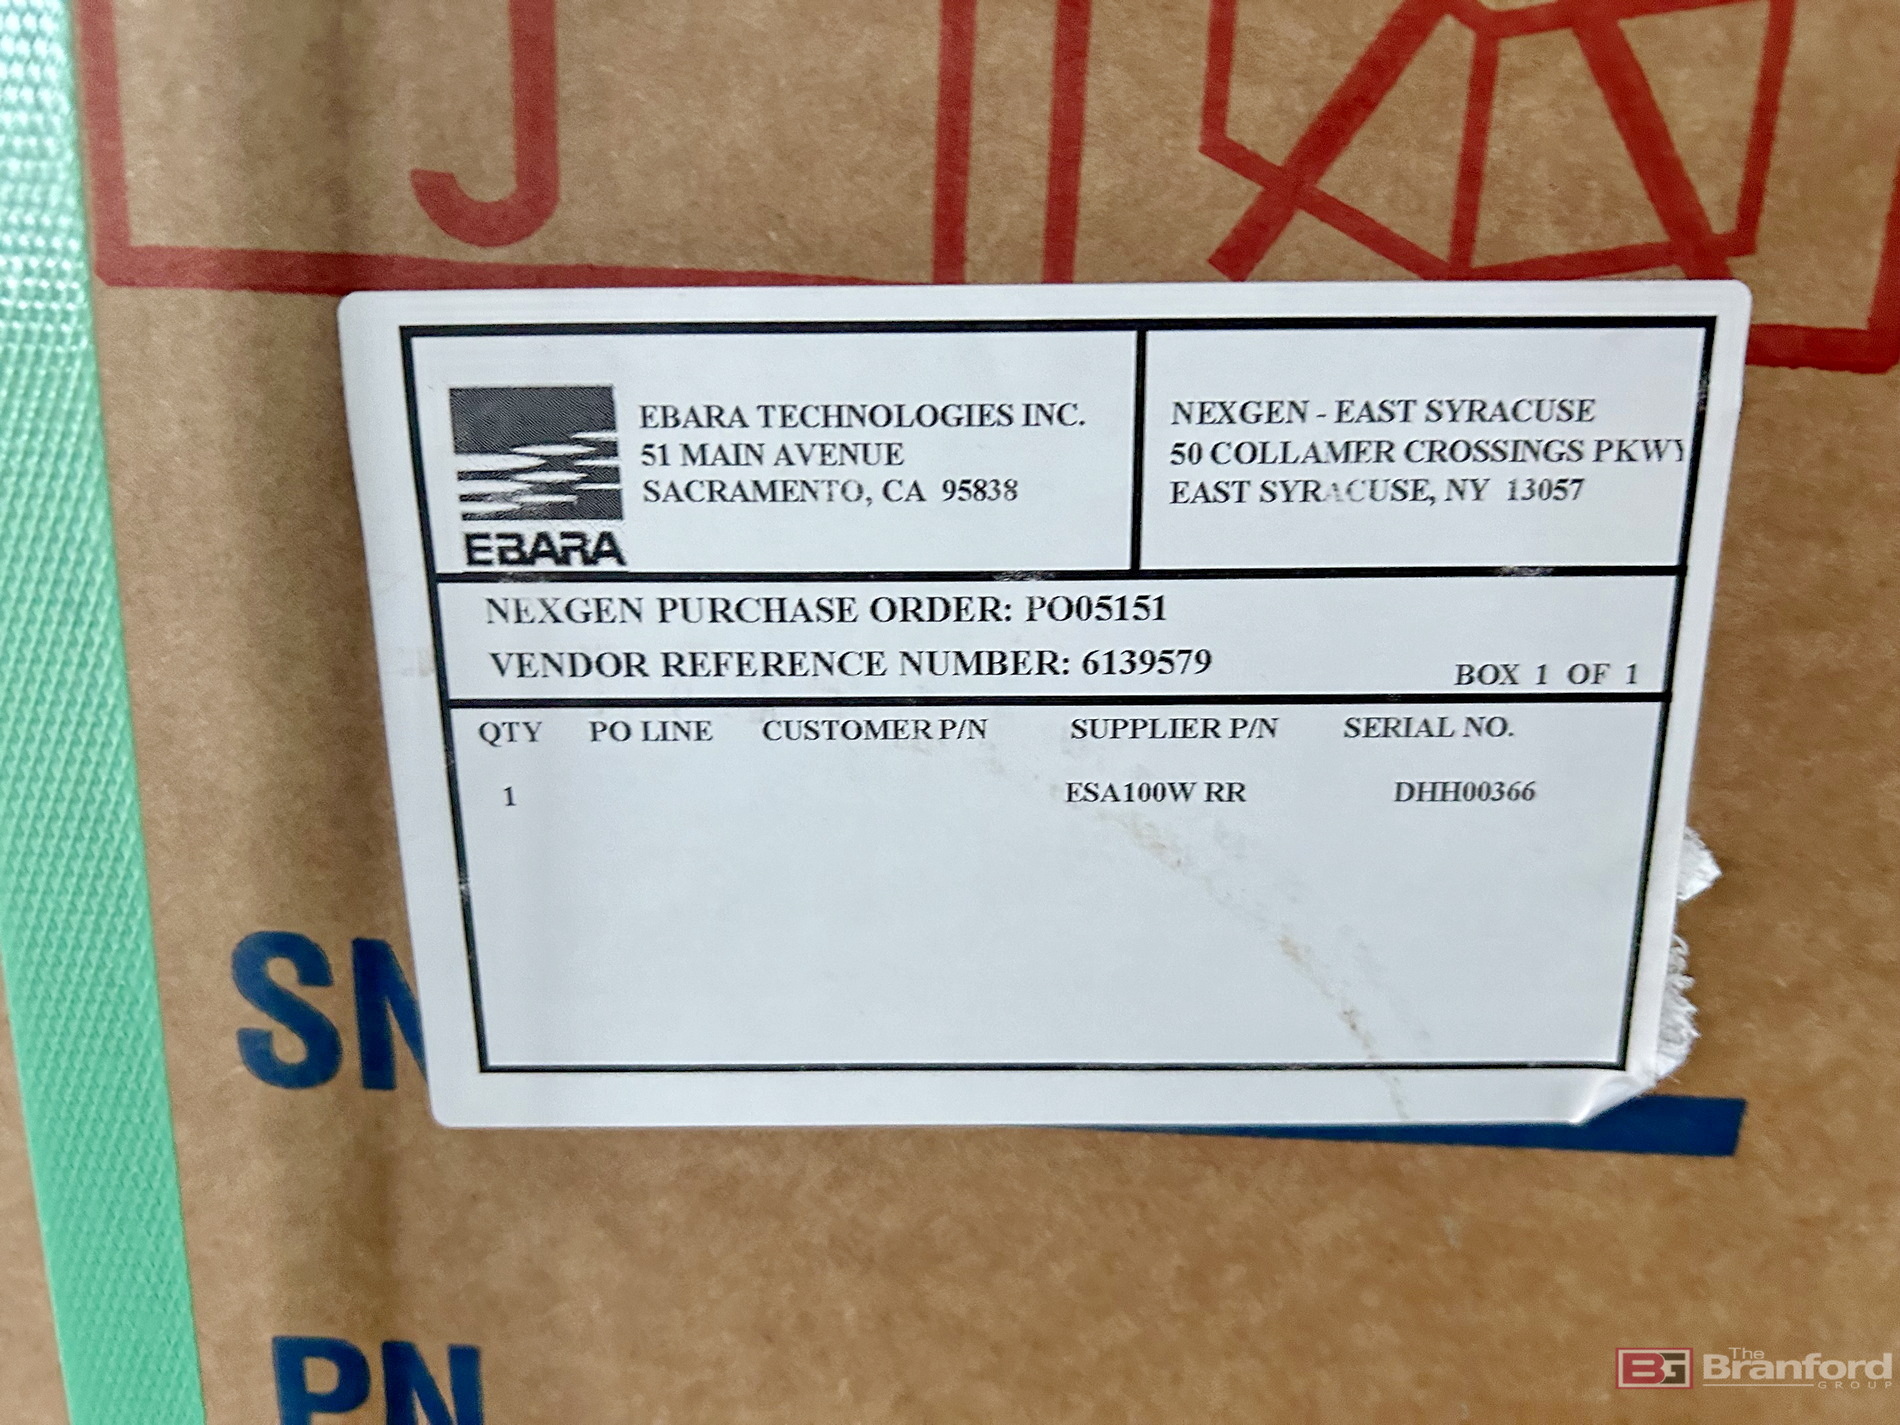 J
EBARA TECHNOLOGIES INC.
51 MAIN AVENUE
SACRAMENTO, CA 95838
EBARA
NEXGEN - EAST SYRACUSE
50 COLLAMER CROSSINGS PKWY
EAST SYRACUSE, NY 13057
NEXGEN PURCHASE ORDER: PO05151
VENDOR REFERENCE NUMBER: 6139579
BOX 1 OF 1
QTY PO LINE CUSTOMER P/N SUPPLIER P/N SERIAL NO.
1 ESA100W RR DHH00366
SN
PN
BG The Branford GROUP